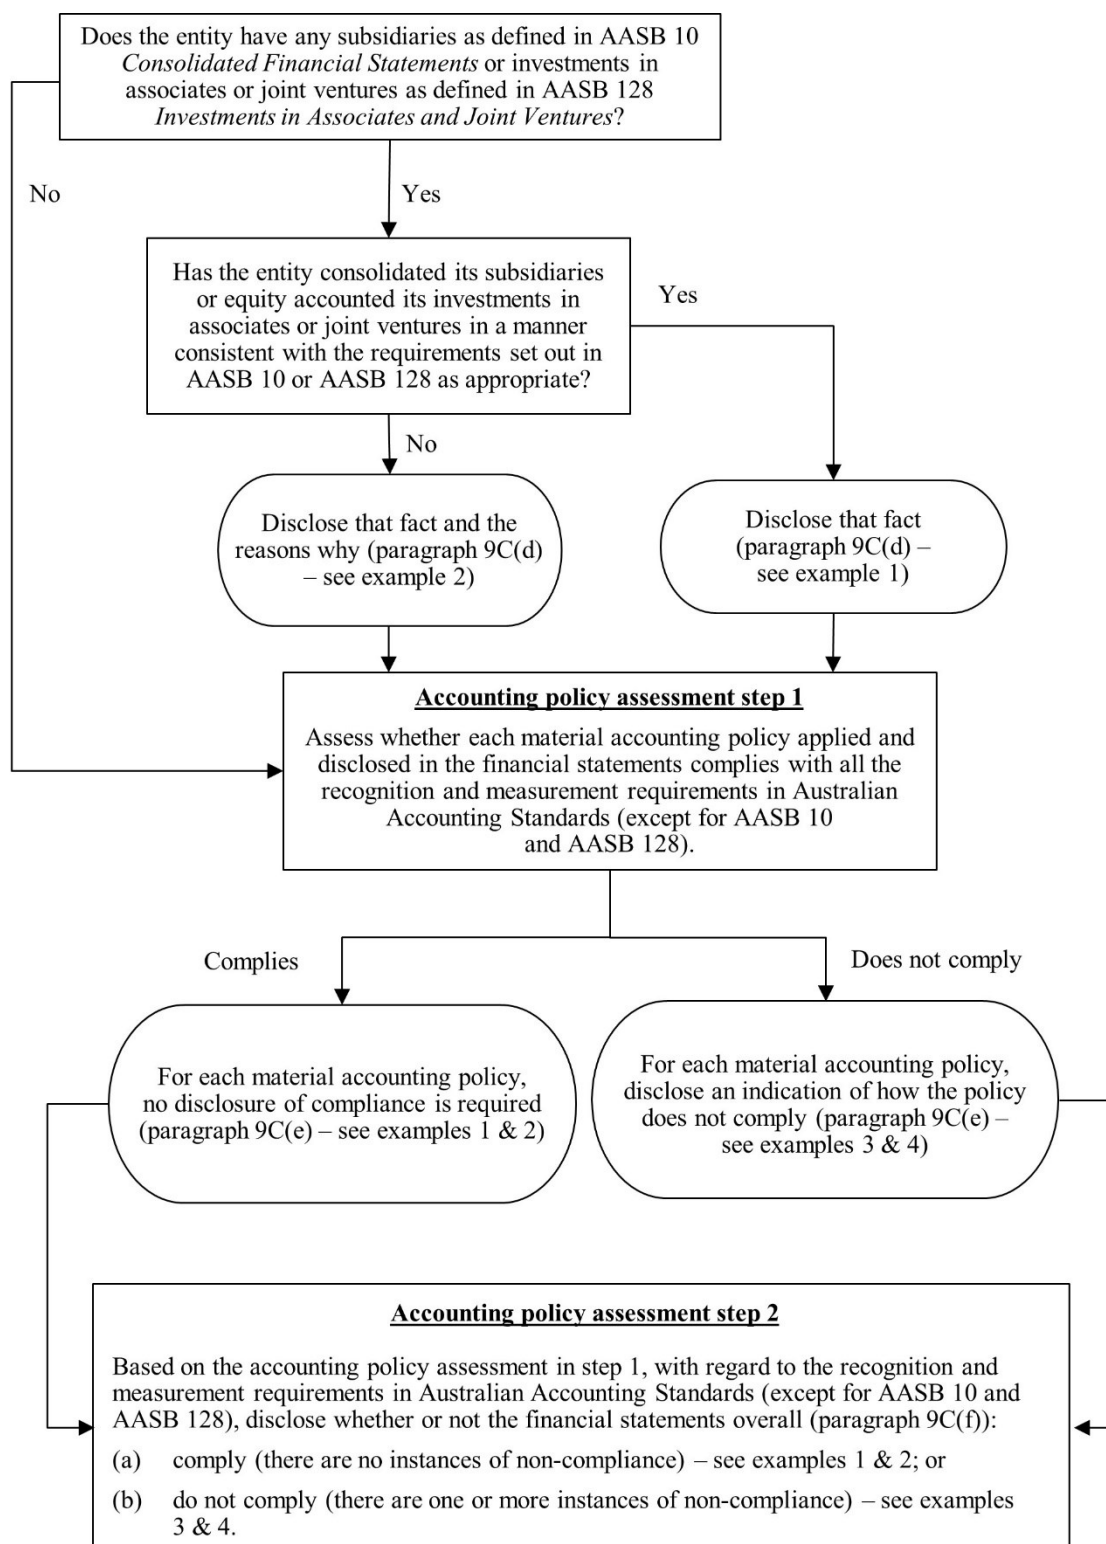 Does the entity have any subsidiaries as defined in AASB 10
Consolidated Financial Statements or investments in
associates or joint ventures as defined in AASB 128
Investments in Associates and Joint Ventures?
No
Yes
Has the entity consolidated its subsidiaries
or equity accounted its investments in
associates or joint ventures in a manner
consistent with the requirements set out in
AASB 10 or AASB 128 as appropriate?
Yes
No
Disclose that fact and the
reasons why (paragraph 9C(d)
– see example 2)
Disclose that fact
(paragraph 9C(d) –
see example 1)
Accounting policy assessment step 1
Assess whether each material accounting policy applied and
disclosed in the financial statements complies with all the
recognition and measurement requirements in Australian
Accounting Standards (except for AASB 10
and AASB 128).
Complies
Does not comply
For each material accounting policy,
no disclosure of compliance is required
(paragraph 9C(e) – see examples 1 & 2)
For each material accounting policy,
disclose an indication of how the policy
does not comply (paragraph 9C(e) –
see examples 3 & 4)
Accounting policy assessment step 2
Based on the accounting policy assessment in step 1, with regard to the recognition and
measurement requirements in Australian Accounting Standards (except for AASB 10 and
AASB 128), disclose whether or not the financial statements overall (paragraph 9C(f)):
(a) comply (there are no instances of non-compliance) – see examples 1 & 2; or
(b) do not comply (there are one or more instances of non-compliance) – see examples
3 & 4.